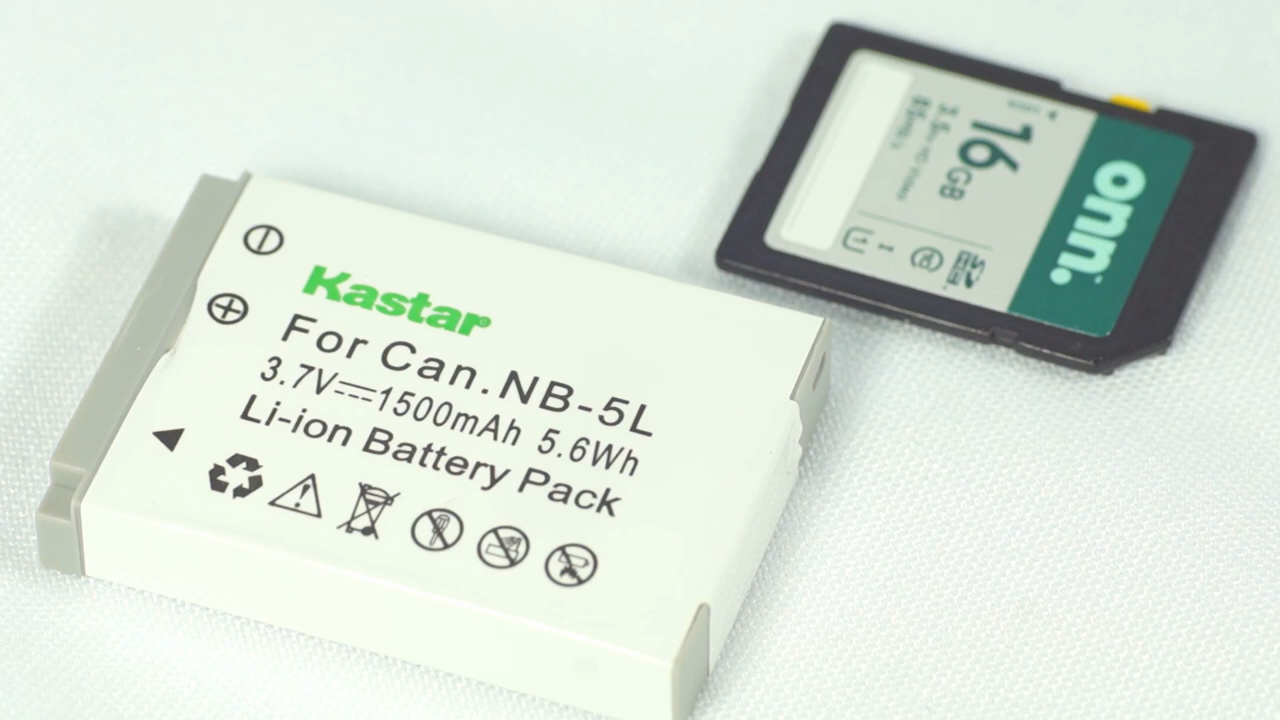 Kastar
For Can. NB-5L
3.7V⎓1500mAh 5.6Wh
Li-ion Battery Pack
onn.
16GB